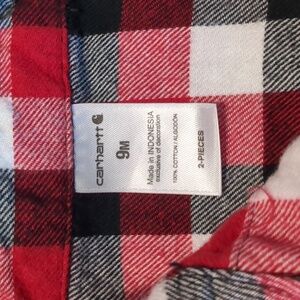 carhartt
9M
Made in INDONESIA
exclusive of decoration
100% COTTON / ALGODÓN
2-PIECES